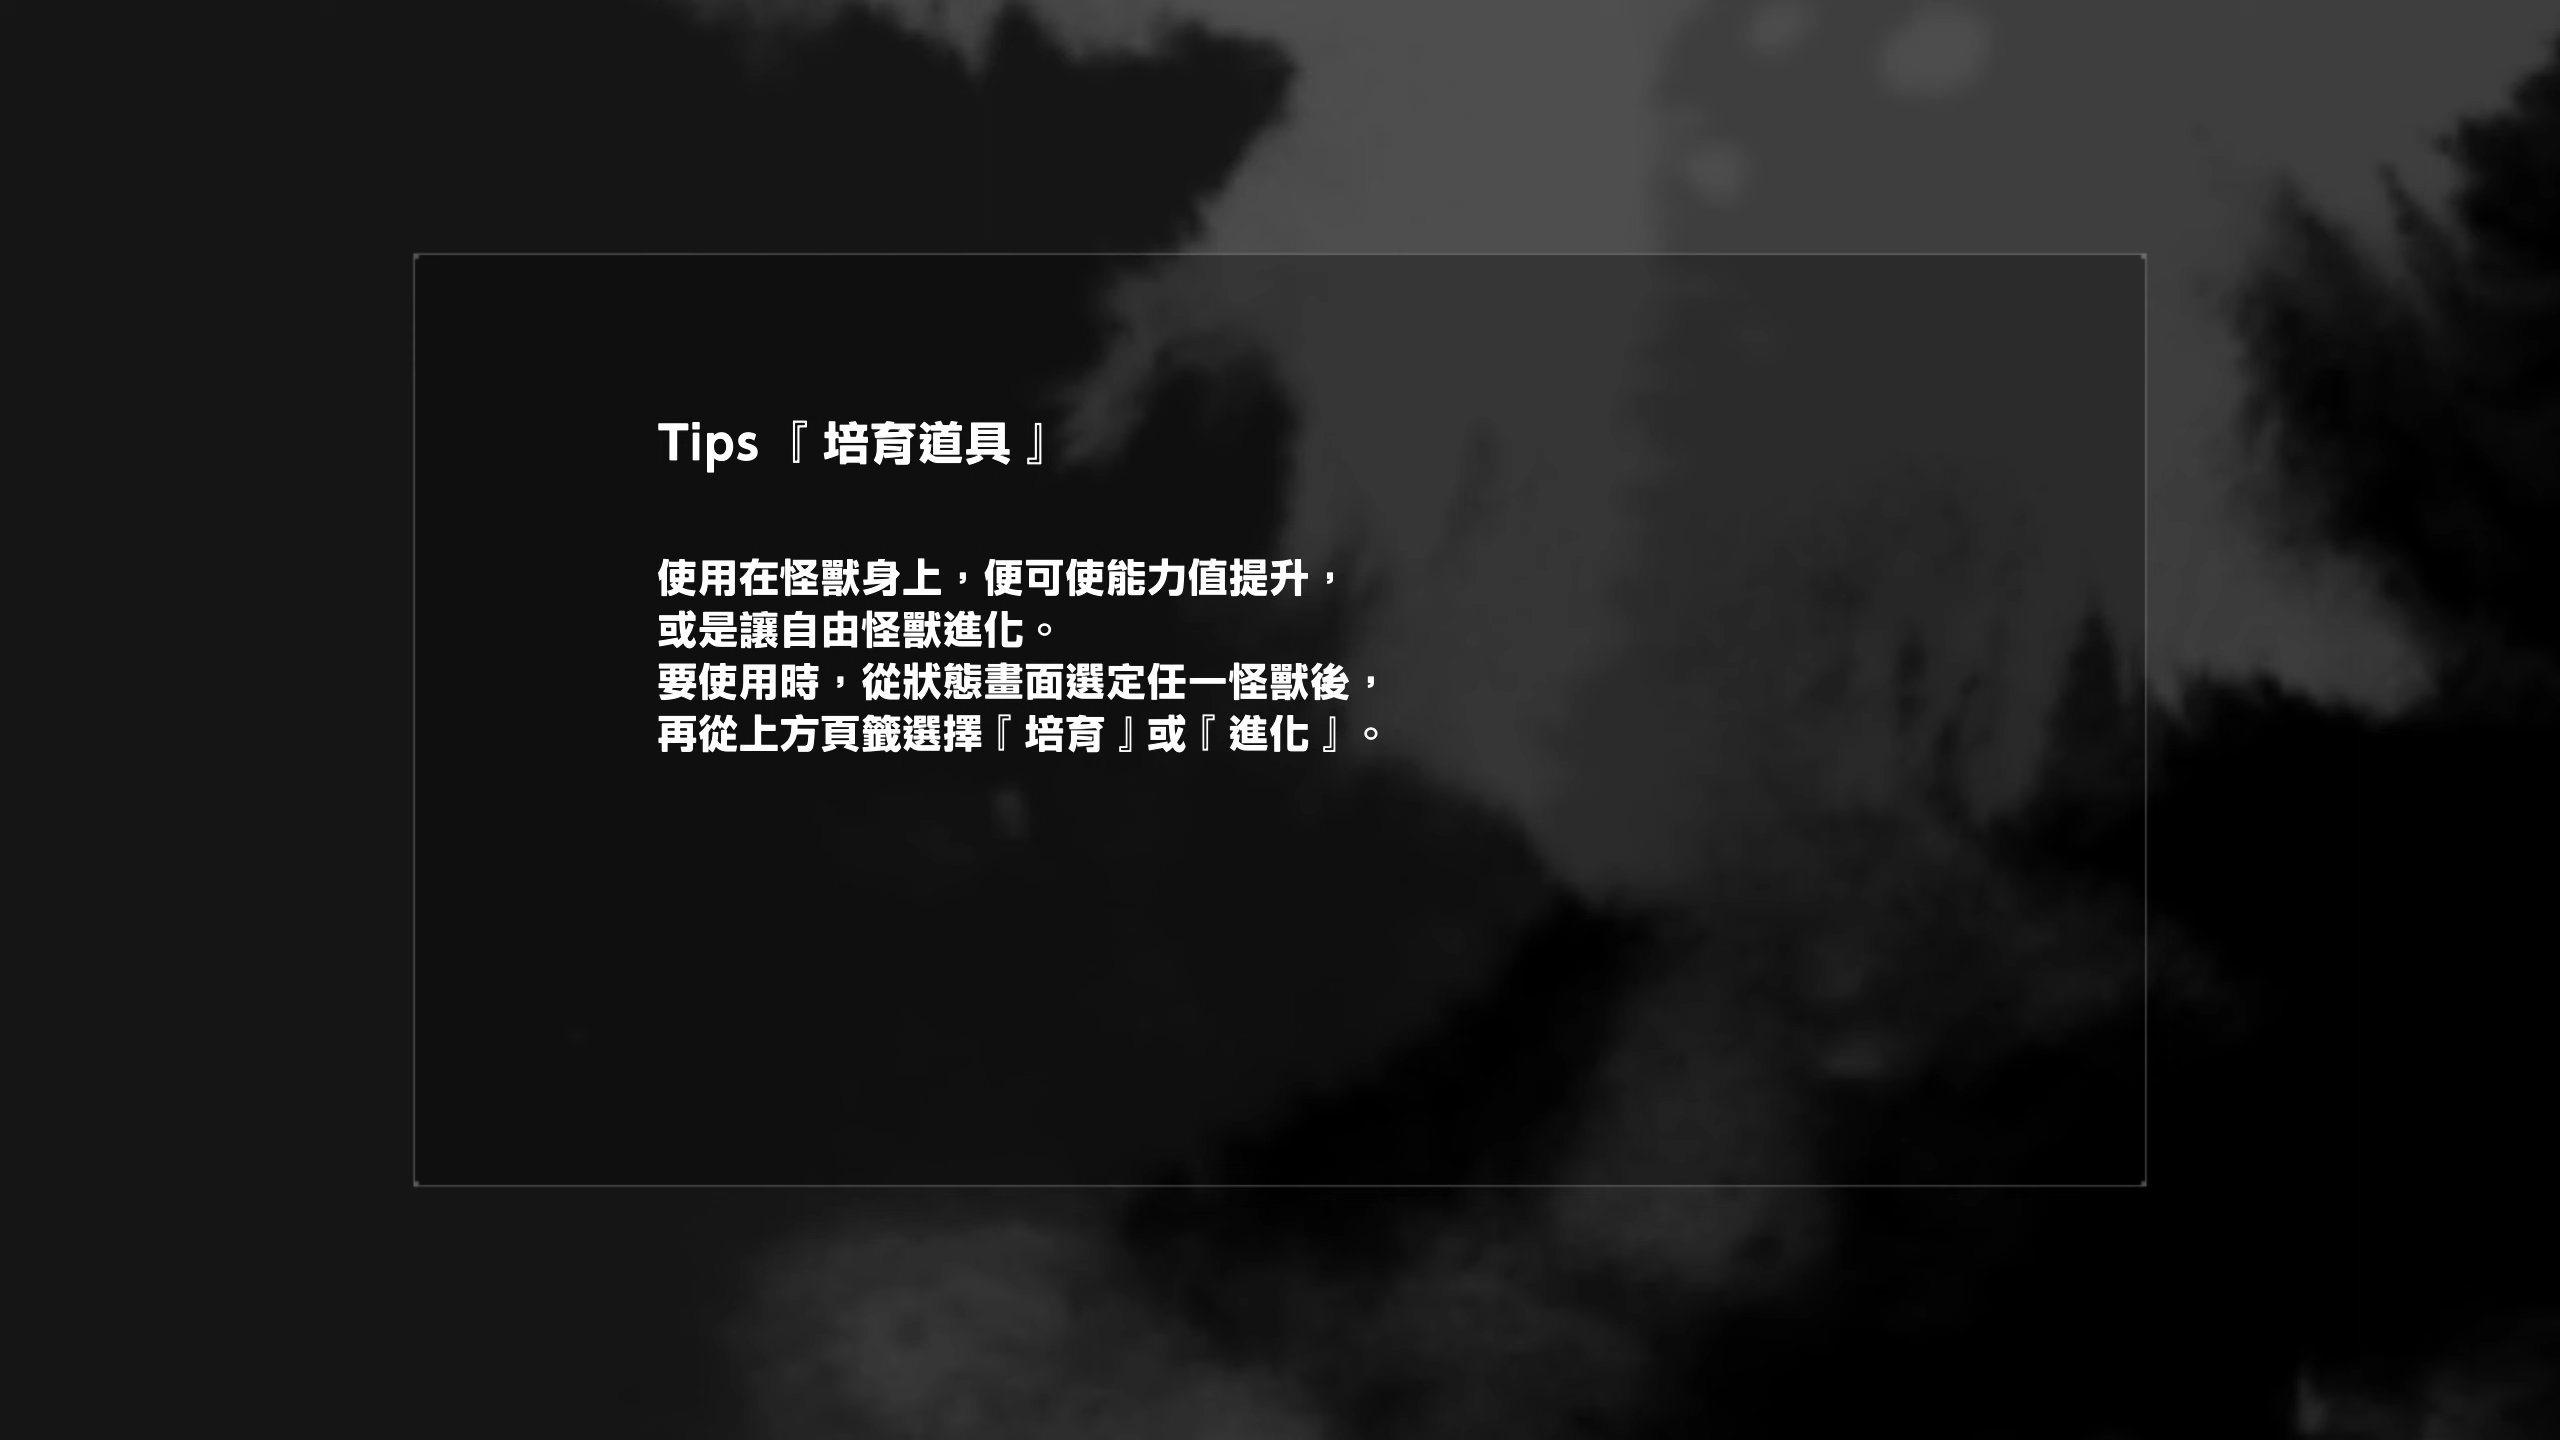 Tips『培育道具』
使用在怪獸身上，便可使能力值提升，
或是讓自由怪獸進化。
要使用時，從狀態畫面選定任一怪獸後，
再從上方頁籤選擇『培育』或『進化』。